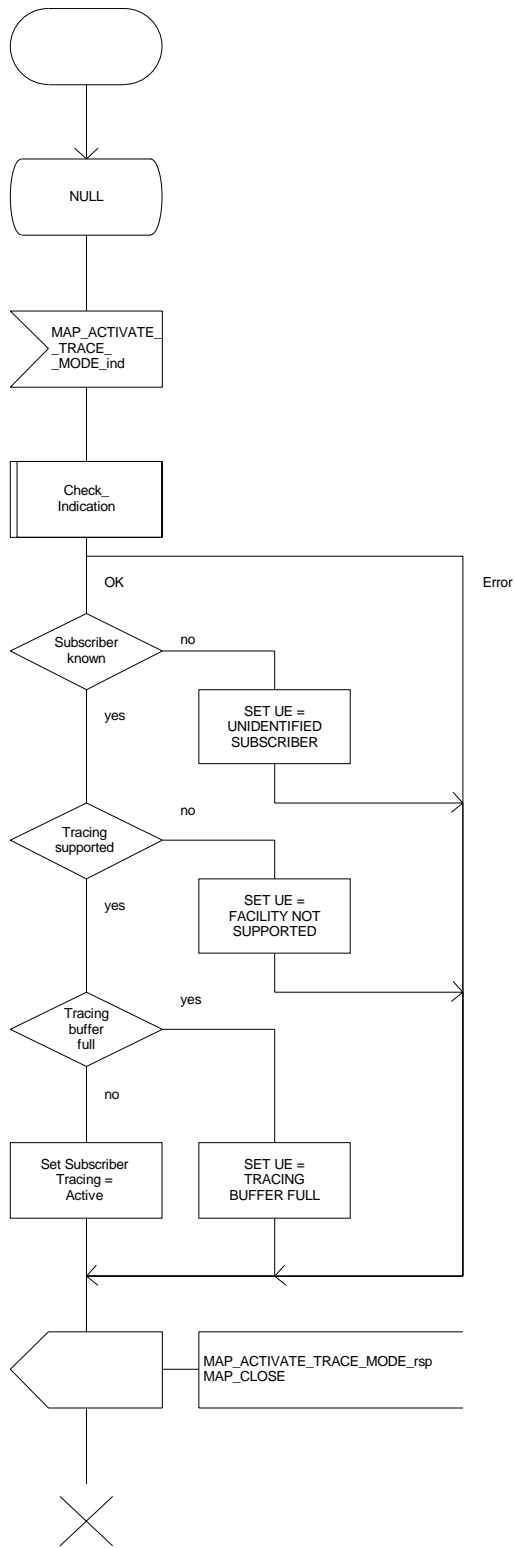 NULL
MAP_ACTIVATE_
_TRACE_
_MODE_ind
Check_
Indication
OK
Error
Subscriber
known
no
yes
SET UE =
UNIDENTIFIED
SUBSCRIBER
Tracing
supported
no
yes
SET UE =
FACILITY NOT
SUPPORTED
Tracing
buffer
full
yes
no
Set Subscriber
Tracing =
Active
SET UE =
TRACING
BUFFER FULL
MAP_ACTIVATE_TRACE_MODE_rsp
MAP_CLOSE